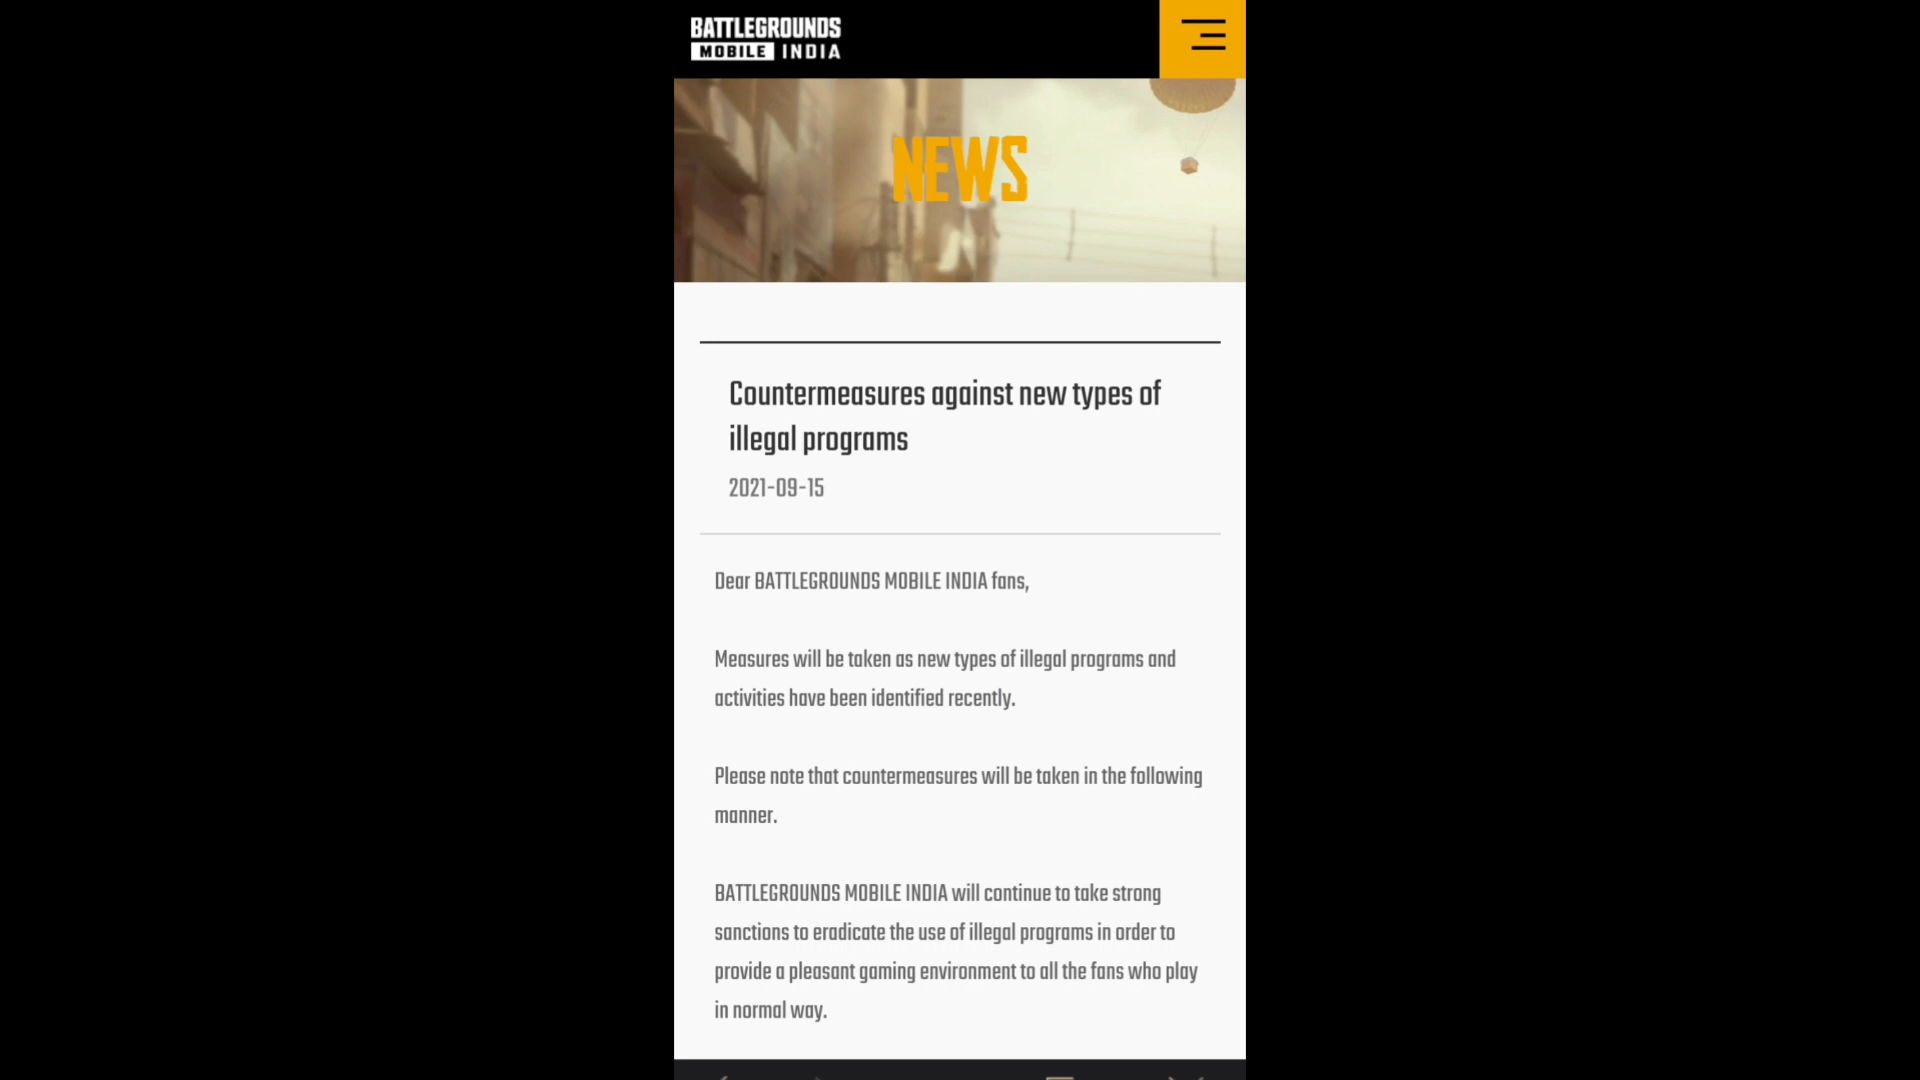 BATTLEGROUNDS
MOBILE INDIA
NEWS
Countermeasures against new types of
illegal programs
2021-09-15
Dear BATTLEGROUNDS MOBILE INDIA fans,
Measures will be taken as new types of illegal programs and
activities have been identified recently.
Please note that countermeasures will be taken in the following
manner.
BATTLEGROUNDS MOBILE INDIA will continue to take strong
sanctions to eradicate the use of illegal programs in order to
provide a pleasant gaming environment to all the fans who play
in normal way.